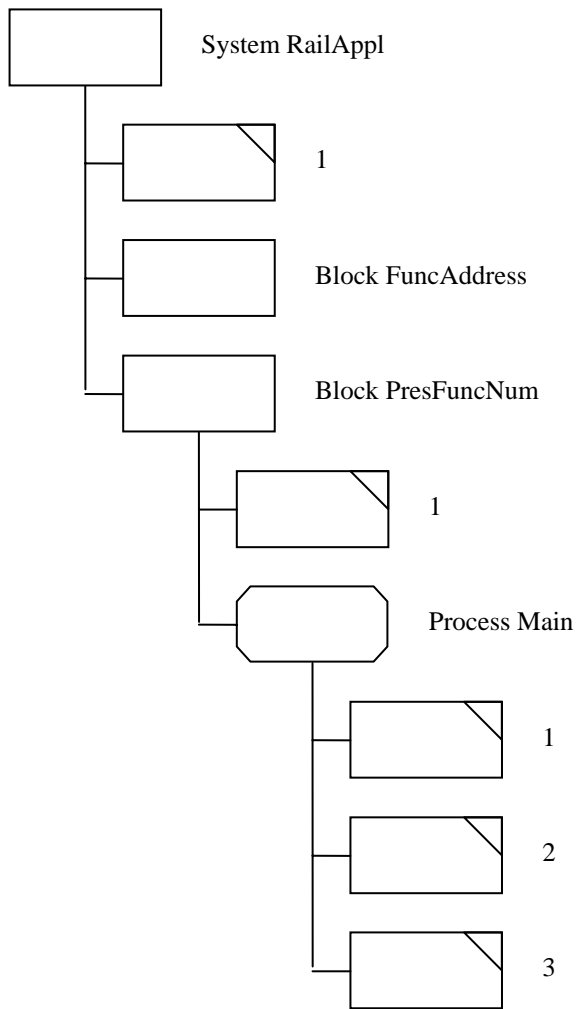 System RailAppl
1
Block FuncAddress
Block PresFuncNum
1
Process Main
1
2
3